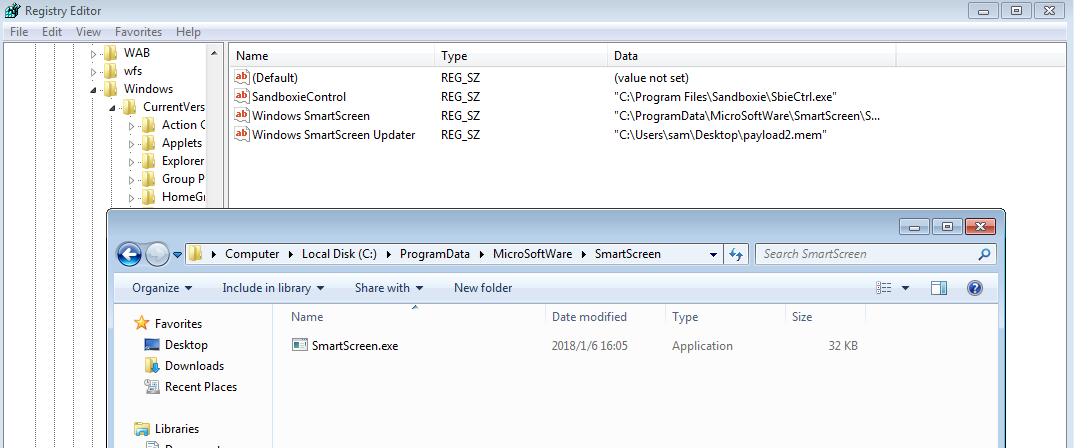 Registry Editor
File Edit View Favorites Help
WAB
wfs
Windows
CurrentVers
Action C
Applets
Explorer
Group P
HomeGr
Name Type Data
(Default) REG_SZ (value not set)
SandboxieControl REG_SZ "C:\Program Files\Sandboxie\SbieCtrl.exe"
Windows SmartScreen REG_SZ "C:\ProgramData\MicroSoftWare\SmartScreen\S...
Windows SmartScreen Updater REG_SZ "C:\Users\sam\Desktop\payload2.mem"
Computer Local Disk (C:) ProgramData MicroSoftWare SmartScreen Search SmartScreen
Organize Include in library Share with New folder
Favorites
Desktop
Downloads
Recent Places
Libraries
Name Date modified Type Size
SmartScreen.exe 2018/1/6 16:05 Application 32 KB